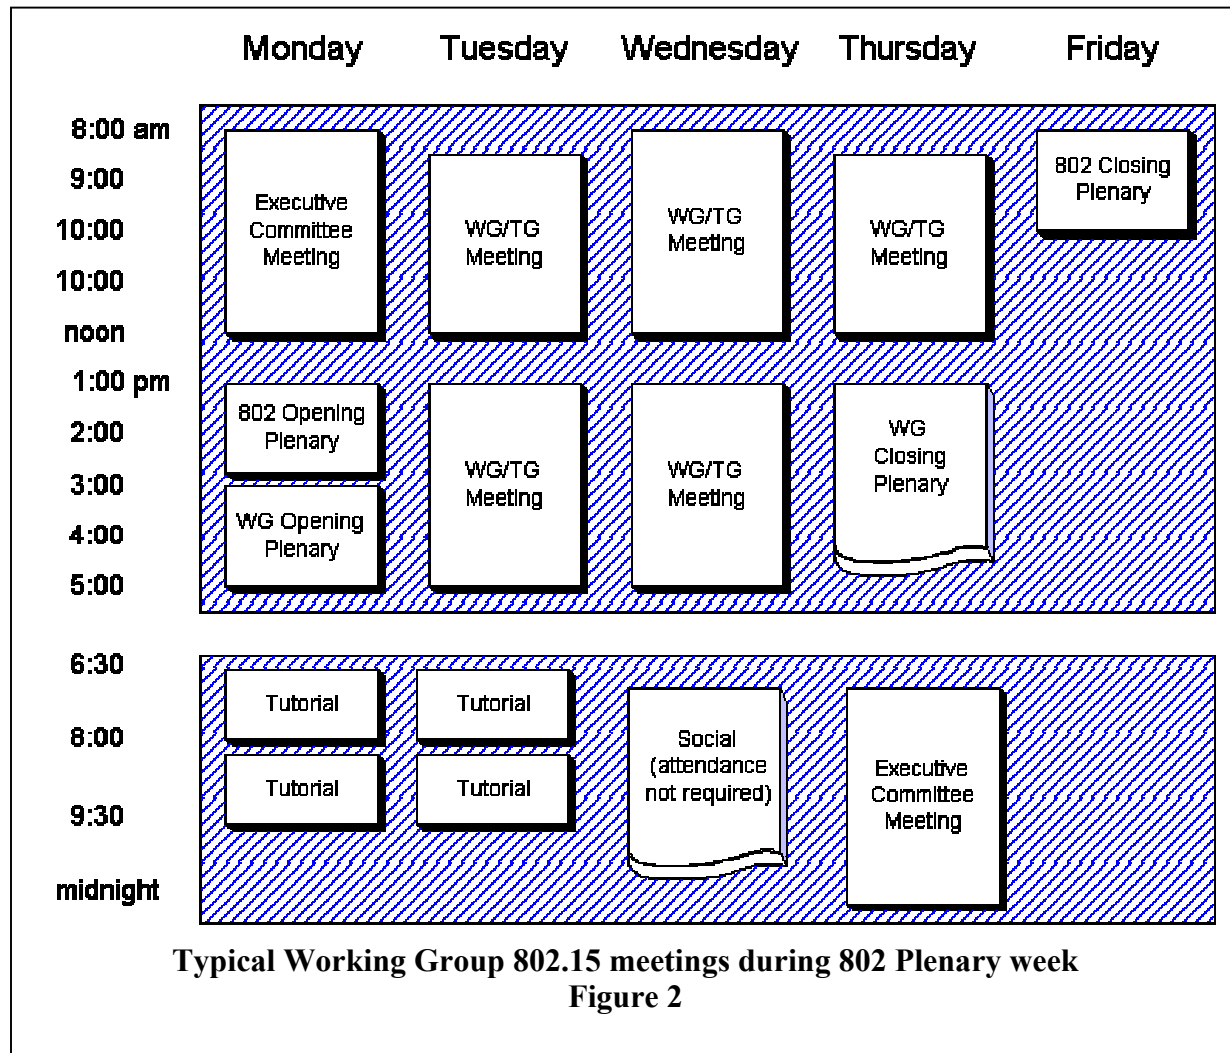 Monday Tuesday Wednesday Thursday Friday
8:00 am
9:00
10:00
10:00
noon
1:00 pm
2:00
3:00
4:00
5:00
6:30
8:00
9:30
midnight
Executive
Committee
Meeting
802 Opening
Plenary
WG Opening
Plenary
Tutorial
Tutorial
WG/TG
Meeting
WG/TG
Meeting
Tutorial
Tutorial
WG/TG
Meeting
WG/TG
Meeting
Social
(attendance
not required)
WG/TG
Meeting
WG
Closing
Plenary
Executive
Committee
Meeting
802 Closing
Plenary
Typical Working Group 802.15 meetings during 802 Plenary week
Figure 2